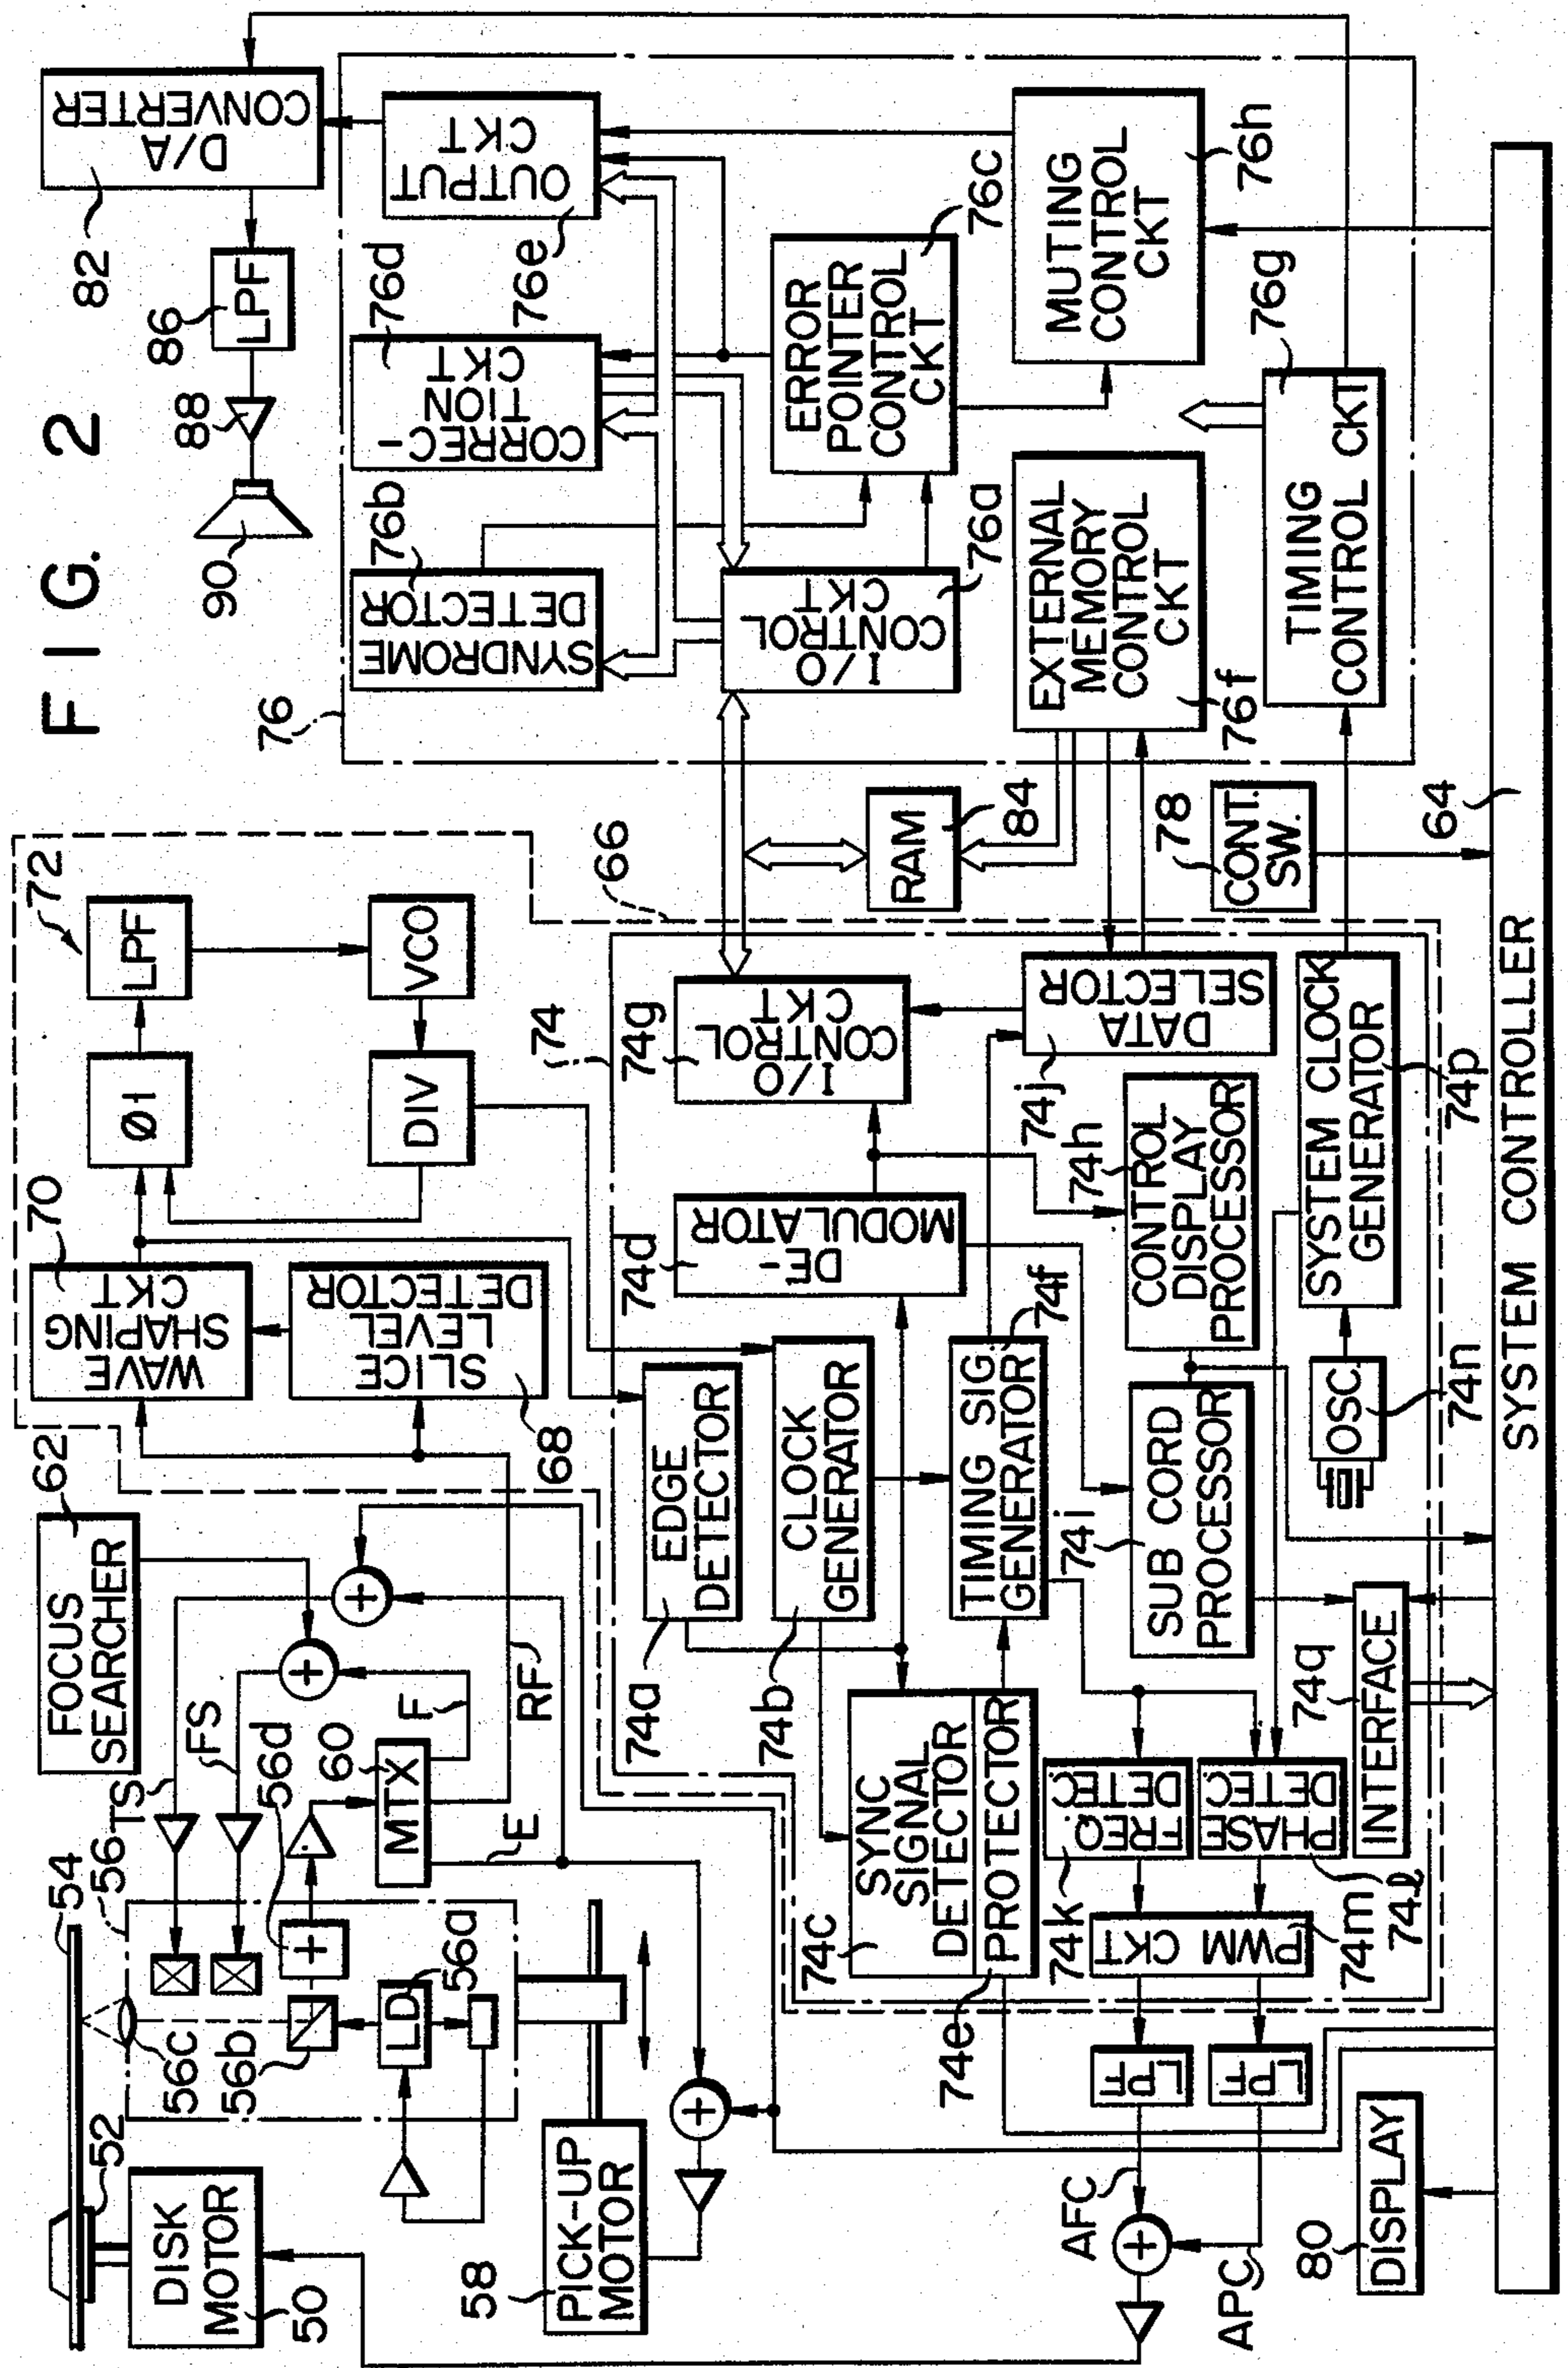 FIG. 2
54
52
DISK
MOTOR
50
56
56c
56b
56d
LD
56a
PICK-UP
MOTOR
58
TS
FS
FOCUS
SEARCHER
62
MTX
60
F
RF
E
WAVE
SHAPING
CKT
70
SLICE
LEVEL
DETECTOR
68
72
Ø1
LPF
VCO
DIV
66
74
EDGE
DETECTOR
74a
CLOCK
GENERATOR
74b
SYNC
SIGNAL
DETECTOR
74c
PROTECTOR
74e
DE-
MODULATOR
74d
TIMING SIG.
GENERATOR
74f
I/O
CONTROL
CKT
74g
CONTROL
DISPLAY
PROCESSOR
74h
SUB CORD
PROCESSOR
74i
DATA
SELECTOR
74j
FREQ.
DETEC.
74k
PHASE
DETEC.
74ℓ
PWM CKT
74m
OSC.
74n
SYSTEM CLOCK
GENERATOR
74p
INTERFACE
74q
LPF
LPF
AFC
APC
DISPLAY
80
SYSTEM CONTROLLER
64
CONT.
SW.
78
RAM
84
76
I/O
CONTROL
CKT
76a
SYNDROME
DETECTOR
76b
ERROR
POINTER
CONTROL
CKT
76c
CORREC-
TION
CKT
76d
OUTPUT
CKT
76e
EXTERNAL
MEMORY
CONTROL
CKT
76f
TIMING
CONTROL CKT
76g
MUTING
CONTROL
CKT
76h
D/A
CONVERTER
82
LPF
86
88
90